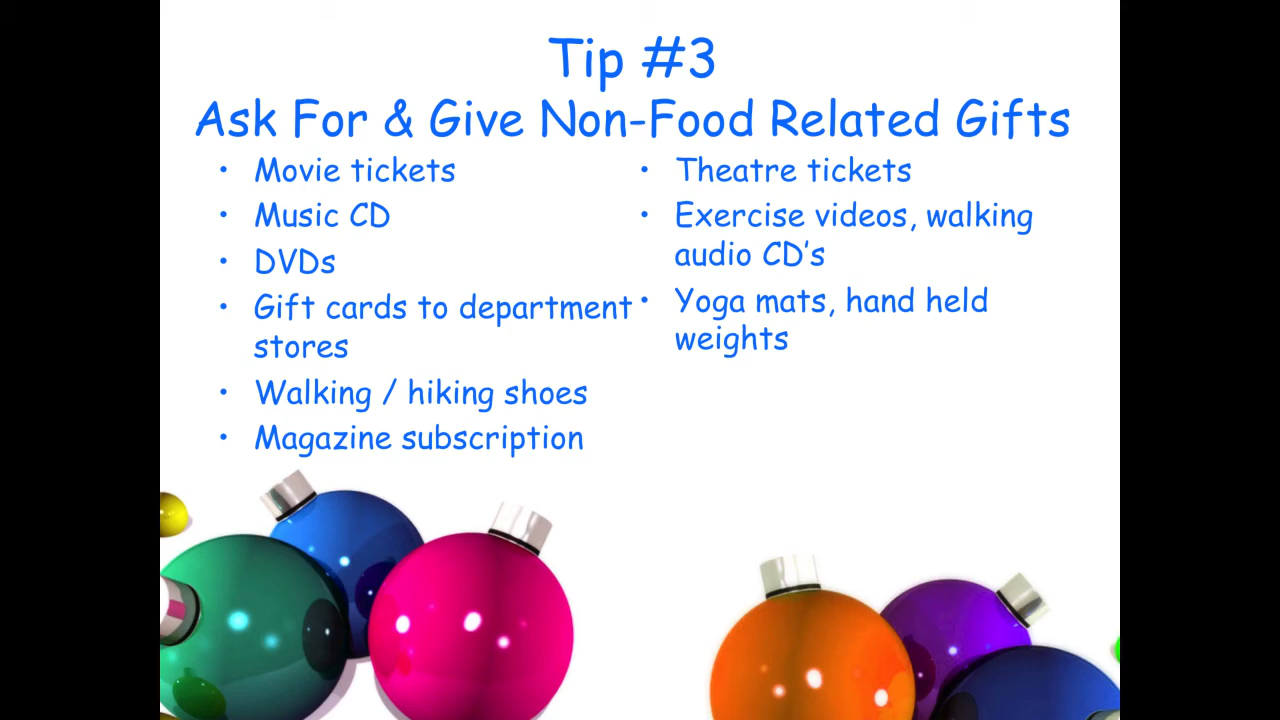 Tip #3
Ask For & Give Non-Food Related Gifts
• Movie tickets
• Music CD
• DVDs
• Gift cards to department
stores
• Walking / hiking shoes
• Magazine subscription
• Theatre tickets
• Exercise videos, walking
audio CD’s
• Yoga mats, hand held
weights